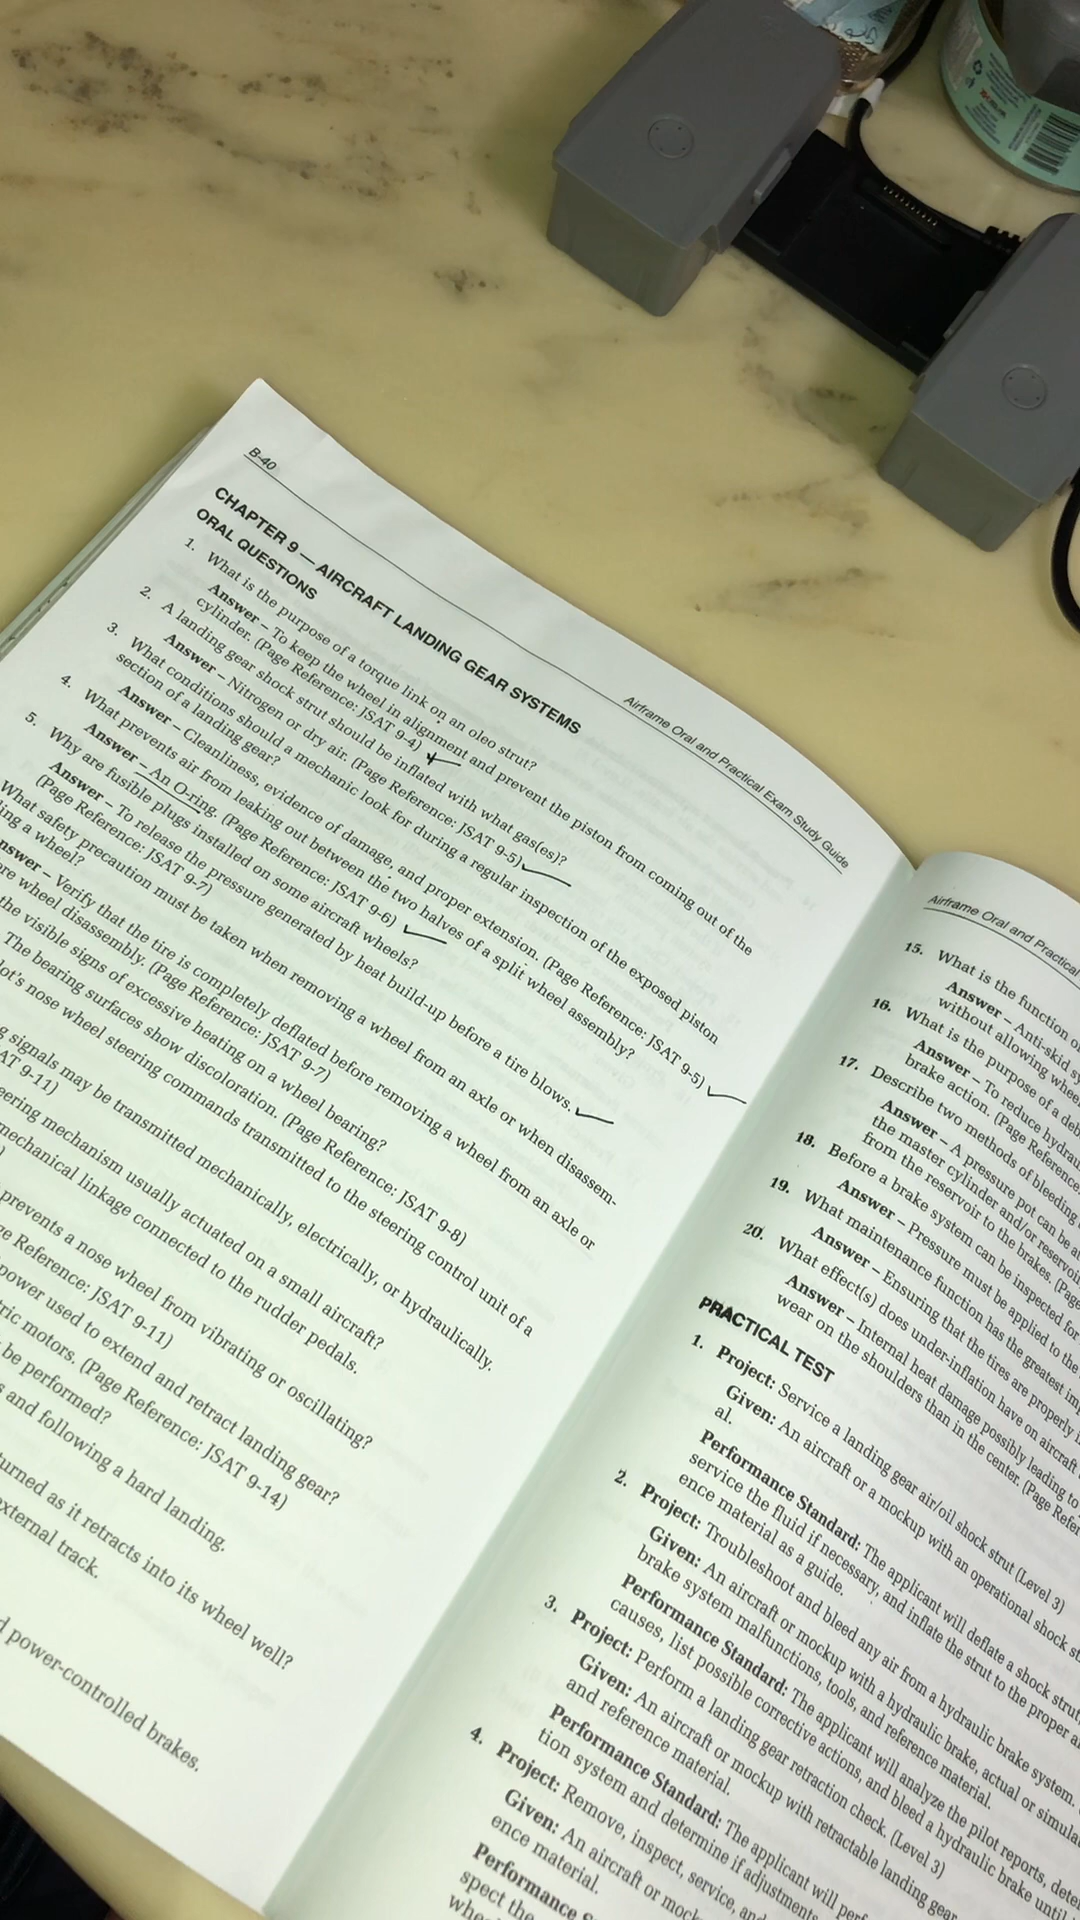 B-40
Airframe Oral and Practical Exam Study Guide
CHAPTER 9 — AIRCRAFT LANDING GEAR SYSTEMS
ORAL QUESTIONS
1. What is the purpose of a torque link on an oleo strut?
Answer – To keep the wheel in alignment and prevent the piston from coming out of the
cylinder. (Page Reference: JSAT 9-4)
2. A landing gear shock strut should be inflated with what gas(es)?
Answer – Nitrogen or dry air. (Page Reference: JSAT 9-5)
3. What conditions should a mechanic look for during a regular inspection of the exposed piston
section of a landing gear?
Answer – Cleanliness, evidence of damage, and proper extension. (Page Reference: JSAT 9-5)
4. What prevents air from leaking out between the two halves of a split wheel assembly?
Answer – An O-ring. (Page Reference: JSAT 9-6)
5. Why are fusible plugs installed on some aircraft wheels?
Answer – To release the pressure generated by heat build-up before a tire blows.
(Page Reference: JSAT 9-7)
What safety precaution must be taken when removing a wheel from an axle or when disassem-
a wheel?
Verify that the tire is completely deflated before removing a wheel from an axle or
wheel disassembly. (Page Reference: JSAT 9-7)
the visible signs of excessive heating on a wheel bearing?
The bearing surfaces show discoloration. (Page Reference: JSAT 9-8)
nose wheel steering commands transmitted to the steering control unit of a
signals may be transmitted mechanically, electrically, or hydraulically.
9-11)
mechanism usually actuated on a small aircraft?
mechanical linkage connected to the rudder pedals.
prevents a nose wheel from vibrating or oscillating?
Reference: JSAT 9-11)
power used to extend and retract landing gear?
motors. (Page Reference: JSAT 9-14)
be performed?
and following a hard landing.
as it retracts into its wheel well?
external track.
power-controlled brakes.
Airframe Oral and Practical
15. What is the function
Answer – Anti-skid
without allowing
16. What is the purpose of a
Answer – To reduce
brake action. (Page Reference
17. Describe two methods of bleeding
Answer – A pressure pot can be
the master cylinder and/or
from the reservoir to the brakes.
18. Before a brake system can be inspected for
Answer – Pressure must be applied to the
19. What maintenance function has the greatest
Answer – Ensuring that the tires are properly
20. What effect(s) does under-inflation have on aircraft
Answer – Internal heat damage possibly leading to
wear on the shoulders than in the center. (Page
PRACTICAL TEST
1. Project: Service a landing gear air/oil shock strut (Level 3)
Given: An aircraft or a mockup with an operational shock
al.
Performance Standard: The applicant will deflate a shock
service the fluid if necessary, and inflate the strut to the proper
ence material as a guide.
2. Project: Troubleshoot and bleed any air from a hydraulic brake system.
Given: An aircraft or mockup with a hydraulic brake, actual or
brake system malfunctions, tools, and reference material.
Performance Standard: The applicant will analyze the pilot reports,
causes, list possible corrective actions, and bleed a hydraulic brake until
3. Project: Perform a landing gear retraction check. (Level 3)
Given: An aircraft or mockup with retractable landing gear
and reference material.
Performance Standard: The applicant will
tion system and determine if adjustments
4. Project: Remove, inspect, service, and
Given: An aircraft or
ence material.
Performance
spect the